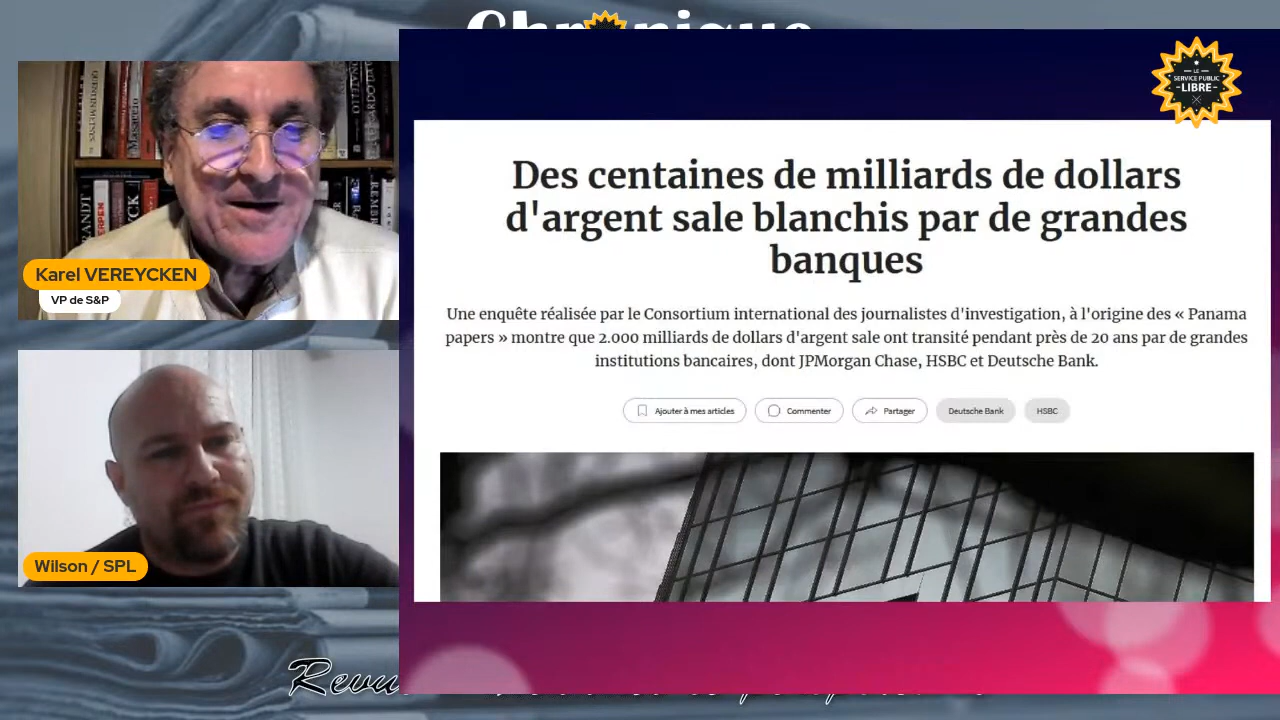 Chronique
LE
SERVICE PUBLIC
LIBRE
Karel VEREYCKEN
VP de S&P
Wilson / SPL
Des centaines de milliards de dollars
d'argent sale blanchis par de grandes
banques
Une enquête réalisée par le Consortium international des journalistes d'investigation, à l'origine des « Panama
papers » montre que 2.000 milliards de dollars d'argent sale ont transité pendant près de 20 ans par de grandes
institutions bancaires, dont JPMorgan Chase, HSBC et Deutsche Bank.
Ajouter à mes articles
Commenter
Partager
Deutsche Bank
HSBC